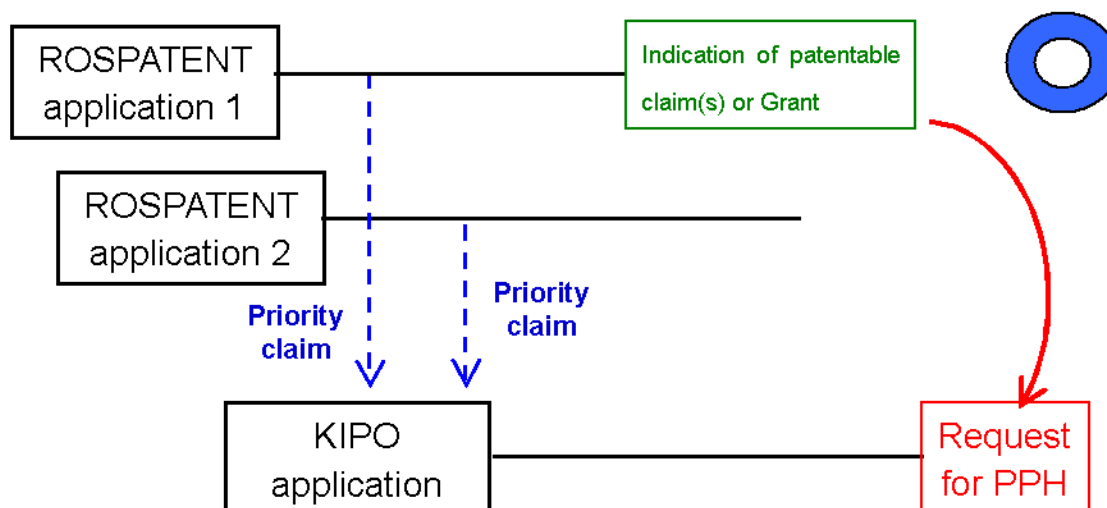 ROSPATENT
application 1
Indication of patentable
claim(s) or Grant
ROSPATENT
application 2
Priority
claim
Priority
claim
KIPO
application
Request
for PPH